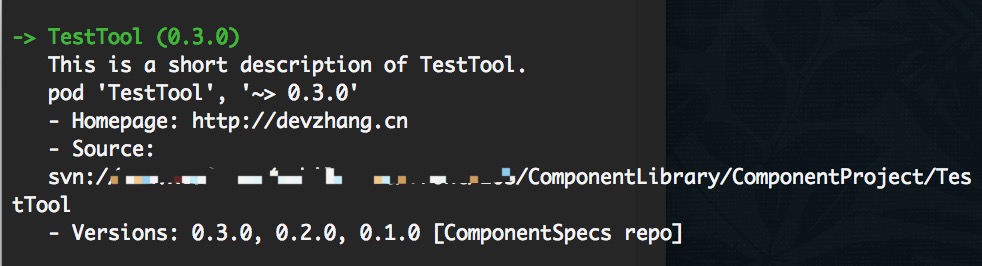 -> TestTool (0.3.0)
This is a short description of TestTool.
pod 'TestTool', '~> 0.3.0'
- Homepage: http://devzhang.cn
- Source:
svn:// /ComponentLibrary/ComponentProject/Tes
tTool
- Versions: 0.3.0, 0.2.0, 0.1.0 [ComponentSpecs repo]